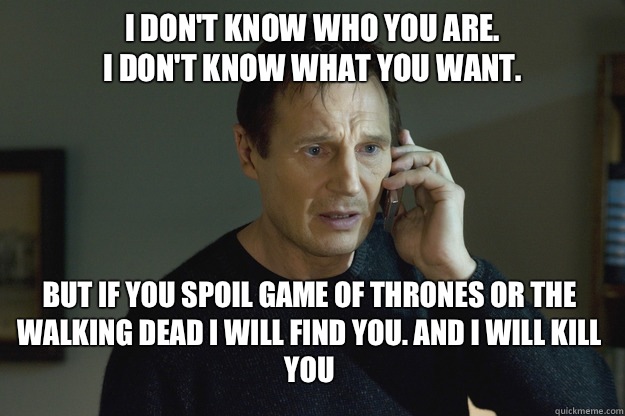 I DON'T KNOW WHO YOU ARE.
I DON'T KNOW WHAT YOU WANT.
BUT IF YOU SPOIL GAME OF THRONES OR THE
WALKING DEAD I WILL FIND YOU. AND I WILL KILL
YOU
quickmeme.com